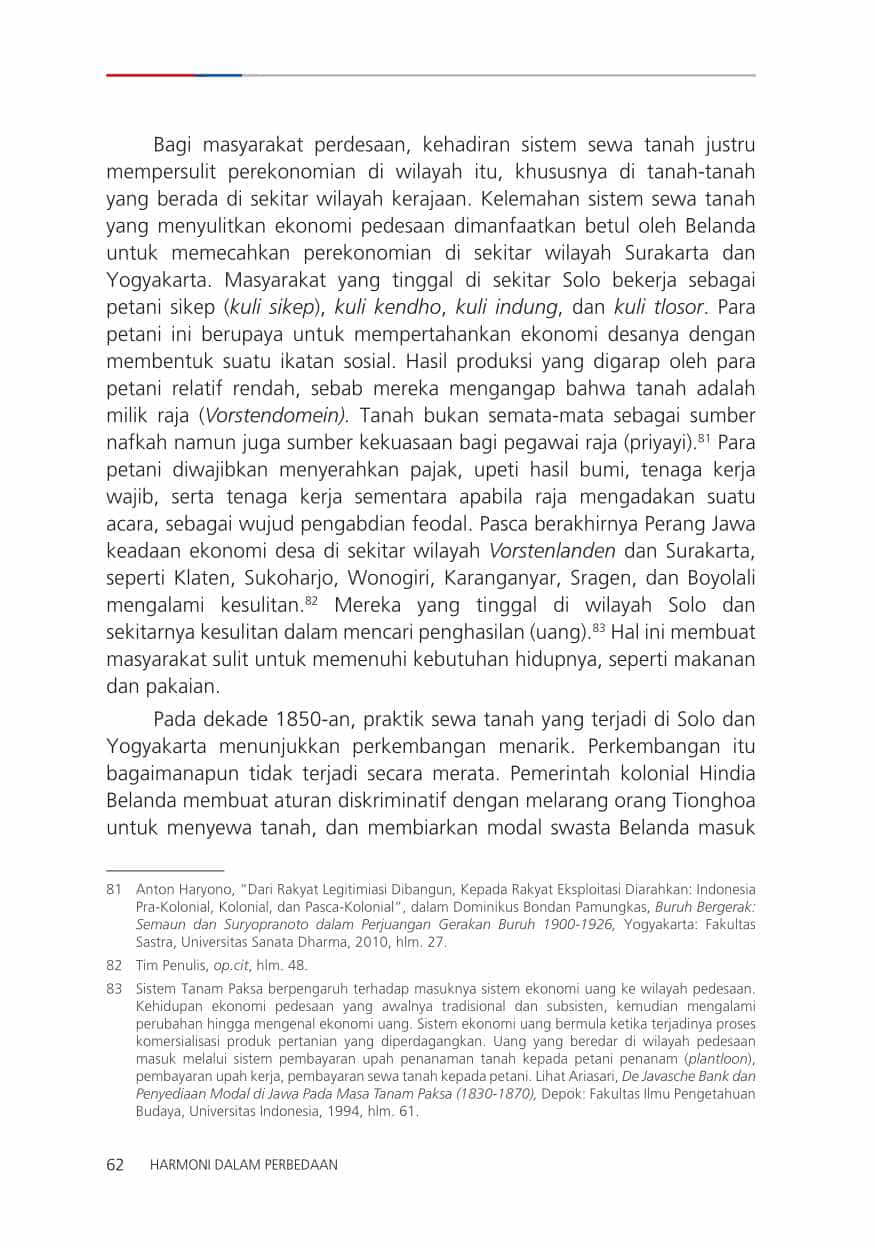 Bagi masyarakat perdesaan, kehadiran sistem sewa tanah justru
mempersulit perekonomian di wilayah itu, khususnya di tanah-tanah
yang berada di sekitar wilayah kerajaan. Kelemahan sistem sewa tanah
yang menyulitkan ekonomi pedesaan dimanfaatkan betul oleh Belanda
untuk memecahkan perekonomian di sekitar wilayah Surakarta dan
Yogyakarta. Masyarakat yang tinggal di sekitar Solo bekerja sebagai
petani sikep (kuli sikep), kuli kendho, kuli indung, dan kuli tlosor. Para
petani ini berupaya untuk mempertahankan ekonomi desanya dengan
membentuk suatu ikatan sosial. Hasil produksi yang digarap oleh para
petani relatif rendah, sebab mereka mengangap bahwa tanah adalah
milik raja (Vorstendomein). Tanah bukan semata-mata sebagai sumber
nafkah namun juga sumber kekuasaan bagi pegawai raja (priyayi).81 Para
petani diwajibkan menyerahkan pajak, upeti hasil bumi, tenaga kerja
wajib, serta tenaga kerja sementara apabila raja mengadakan suatu
acara, sebagai wujud pengabdian feodal. Pasca berakhirnya Perang Jawa
keadaan ekonomi desa di sekitar wilayah Vorstenlanden dan Surakarta,
seperti Klaten, Sukoharjo, Wonogiri, Karanganyar, Sragen, dan Boyolali
mengalami kesulitan.82 Mereka yang tinggal di wilayah Solo dan
sekitarnya kesulitan dalam mencari penghasilan (uang).83 Hal ini membuat
masyarakat sulit untuk memenuhi kebutuhan hidupnya, seperti makanan
dan pakaian.
Pada dekade 1850-an, praktik sewa tanah yang terjadi di Solo dan
Yogyakarta menunjukkan perkembangan menarik. Perkembangan itu
bagaimanapun tidak terjadi secara merata. Pemerintah kolonial Hindia
Belanda membuat aturan diskriminatif dengan melarang orang Tionghoa
untuk menyewa tanah, dan membiarkan modal swasta Belanda masuk
81 Anton Haryono, "Dari Rakyat Legitimiasi Dibangun, Kepada Rakyat Eksploitasi Diarahkan: Indonesia
Pra-Kolonial, Kolonial, dan Pasca-Kolonial", dalam Dominikus Bondan Pamungkas, Buruh Bergerak:
Semaun dan Suryopranoto dalam Perjuangan Gerakan Buruh 1900-1926, Yogyakarta: Fakultas
Sastra, Universitas Sanata Dharma, 2010, hlm. 27.
82 Tim Penulis, op.cit, hlm. 48.
83 Sistem Tanam Paksa berpengaruh terhadap masuknya sistem ekonomi uang ke wilayah pedesaan.
Kehidupan ekonomi pedesaan yang awalnya tradisional dan subsisten, kemudian mengalami
perubahan hingga mengenal ekonomi uang. Sistem ekonomi uang bermula ketika terjadinya proses
komersialisasi produk pertanian yang diperdagangkan. Uang yang beredar di wilayah pedesaan
masuk melalui sistem pembayaran upah penanaman tanah kepada petani penanam (plantloon),
pembayaran upah kerja, pembayaran sewa tanah kepada petani. Lihat Ariasari, De Javasche Bank dan
Penyediaan Modal di Jawa Pada Masa Tanam Paksa (1830-1870), Depok: Fakultas Ilmu Pengetahuan
Budaya, Universitas Indonesia, 1994, hlm. 61.
62 HARMONI DALAM PERBEDAAN